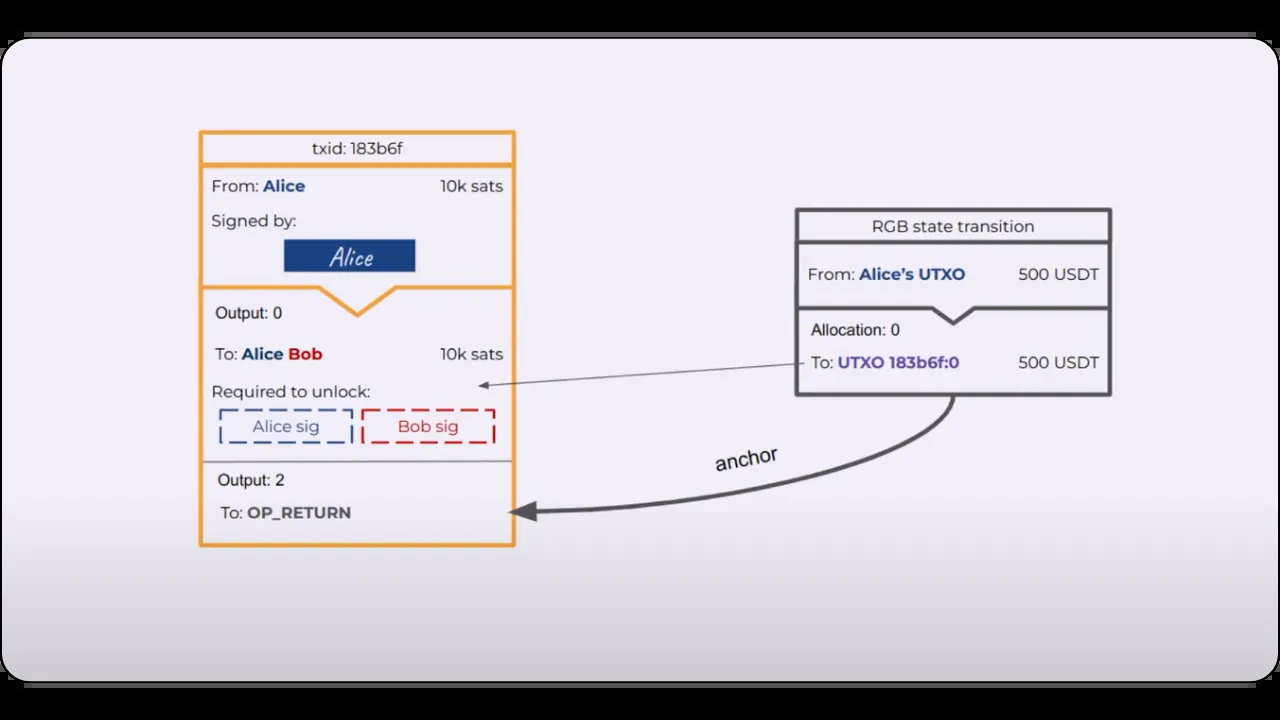 txid: 183b6f
From: Alice 10k sats
Signed by:
Alice
Output: 0
To: Alice Bob 10k sats
Required to unlock:
Alice sig Bob sig
Output: 2
To: OP_RETURN
RGB state transition
From: Alice’s UTXO 500 USDT
Allocation: 0
To: UTXO 183b6f:0 500 USDT
anchor